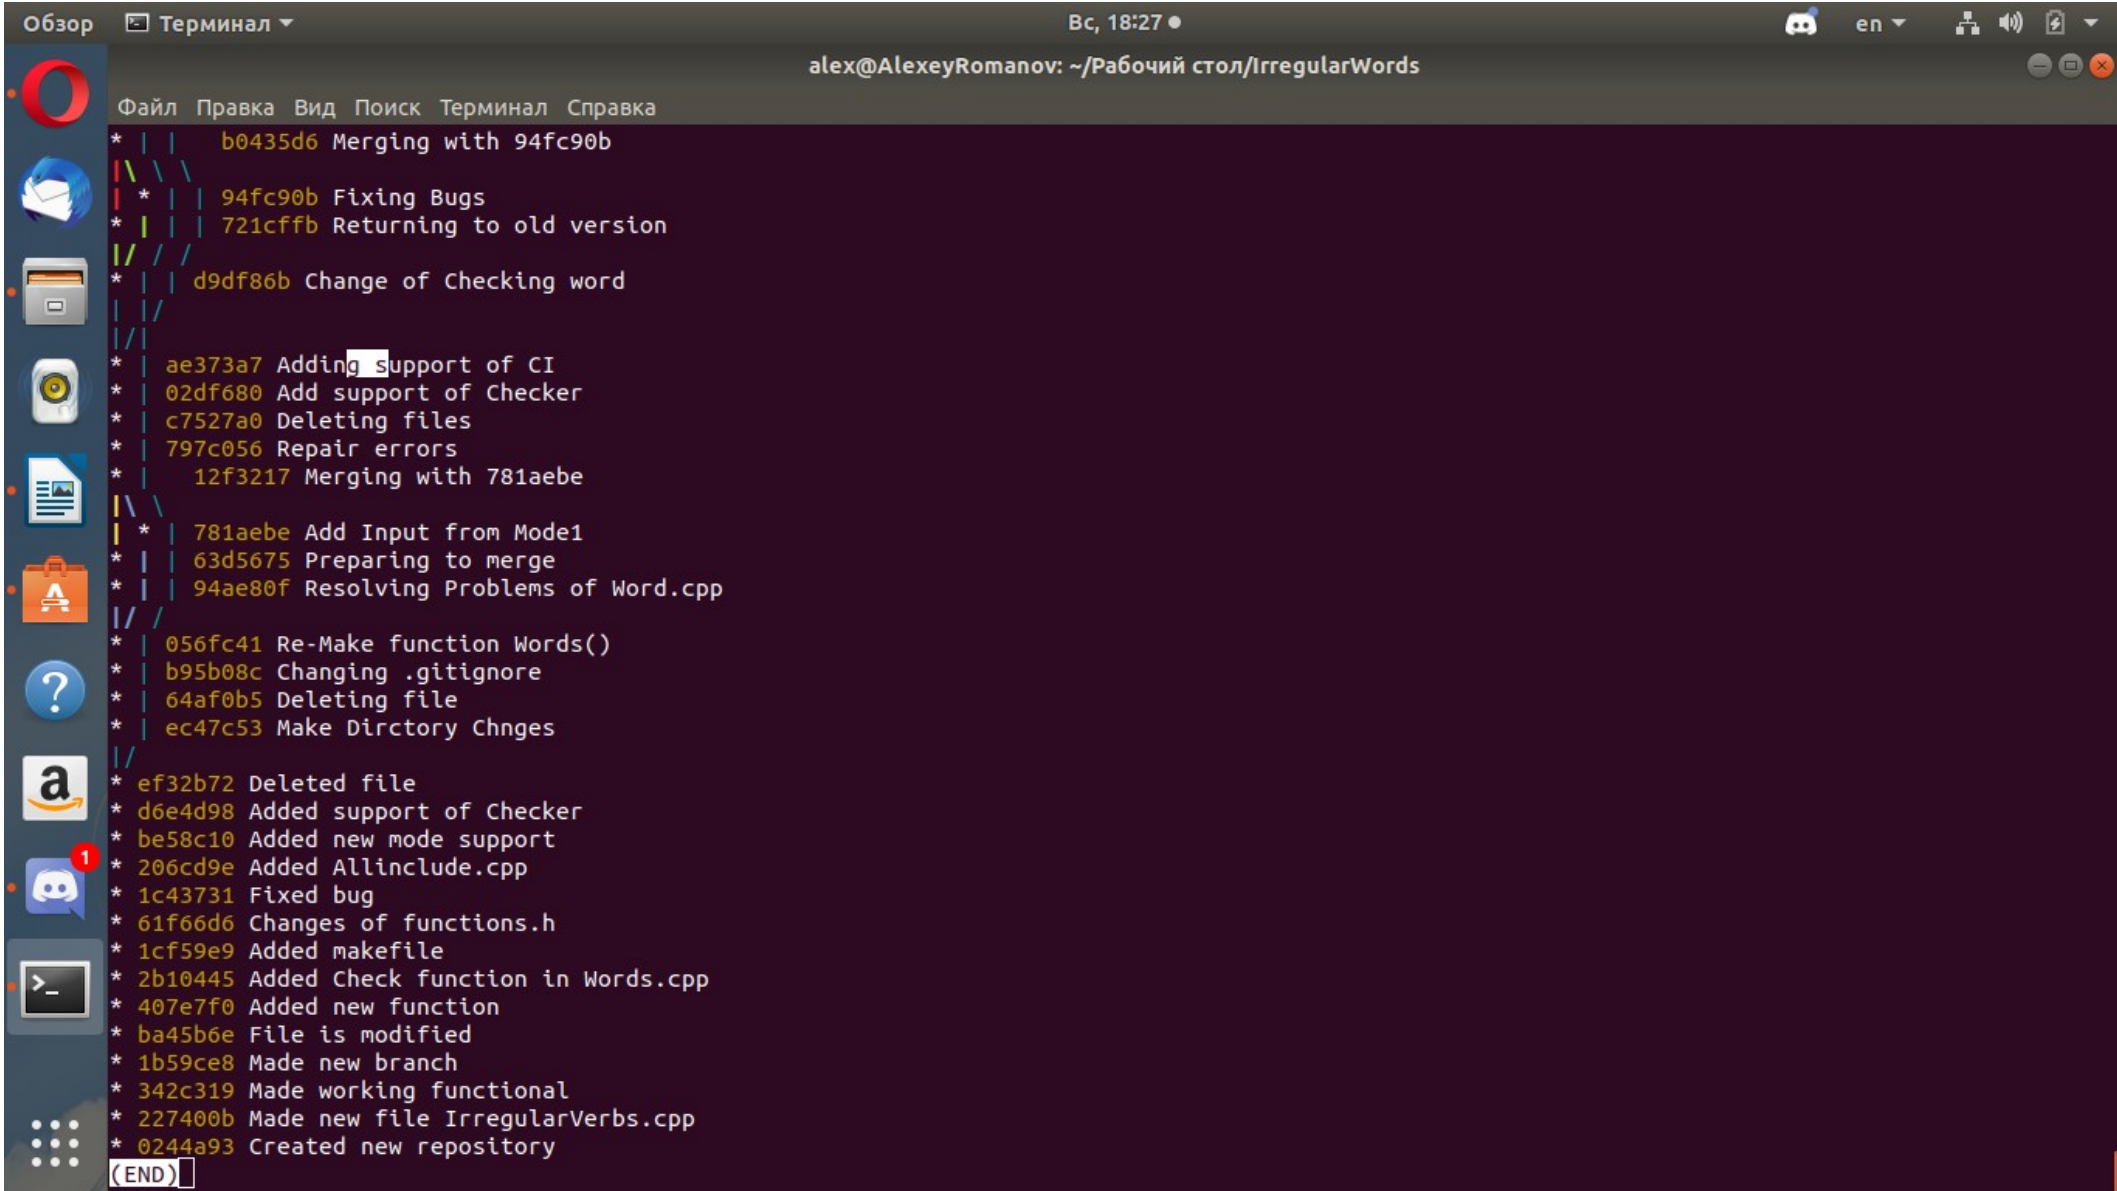 Обзор Терминал Вс, 18:27 en
alex@AlexeyRomanov: ~/Рабочий стол/IrregularWords
Файл Правка Вид Поиск Терминал Справка
* | |   b0435d6 Merging with 94fc90b
|\ \ \
| * | | 94fc90b Fixing Bugs
* | | | 721cffb Returning to old version
|/ / /
* | | d9df86b Change of Checking word
| |/
|/|
* | ae373a7 Adding support of CI
* | 02df680 Add support of Checker
* | c7527a0 Deleting files
* | 797c056 Repair errors
* |   12f3217 Merging with 781aebe
|\ \
| * | 781aebe Add Input from Mode1
* | | 63d5675 Preparing to merge
* | | 94ae80f Resolving Problems of Word.cpp
|/ /
* | 056fc41 Re-Make function Words()
* | b95b08c Changing .gitignore
* | 64af0b5 Deleting file
* | ec47c53 Make Dirctory Chnges
|/
* ef32b72 Deleted file
* d6e4d98 Added support of Checker
* be58c10 Added new mode support
* 206cd9e Added Allinclude.cpp
* 1c43731 Fixed bug
* 61f66d6 Changes of functions.h
* 1cf59e9 Added makefile
* 2b10445 Added Check function in Words.cpp
* 407e7f0 Added new function
* ba45b6e File is modified
* 1b59ce8 Made new branch
* 342c319 Made working functional
* 227400b Made new file IrregularVerbs.cpp
* 0244a93 Created new repository
(END)
a
1